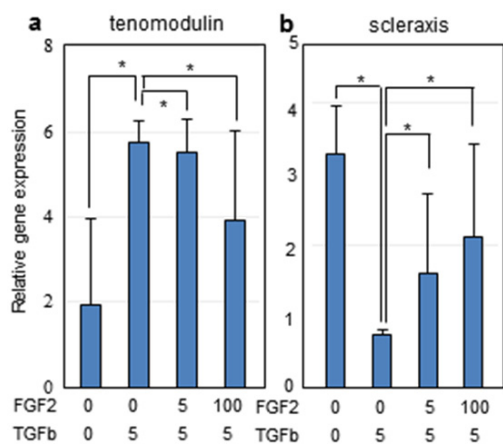 a tenomodulin
b scleraxis
Relative gene expression
8
6
4
2
0
* * *
5
4
3
2
1
0
* * *
FGF2 0 0 5 100 FGF2 0 0 5 100
TGFb 0 5 5 5 TGFb 0 5 5 5